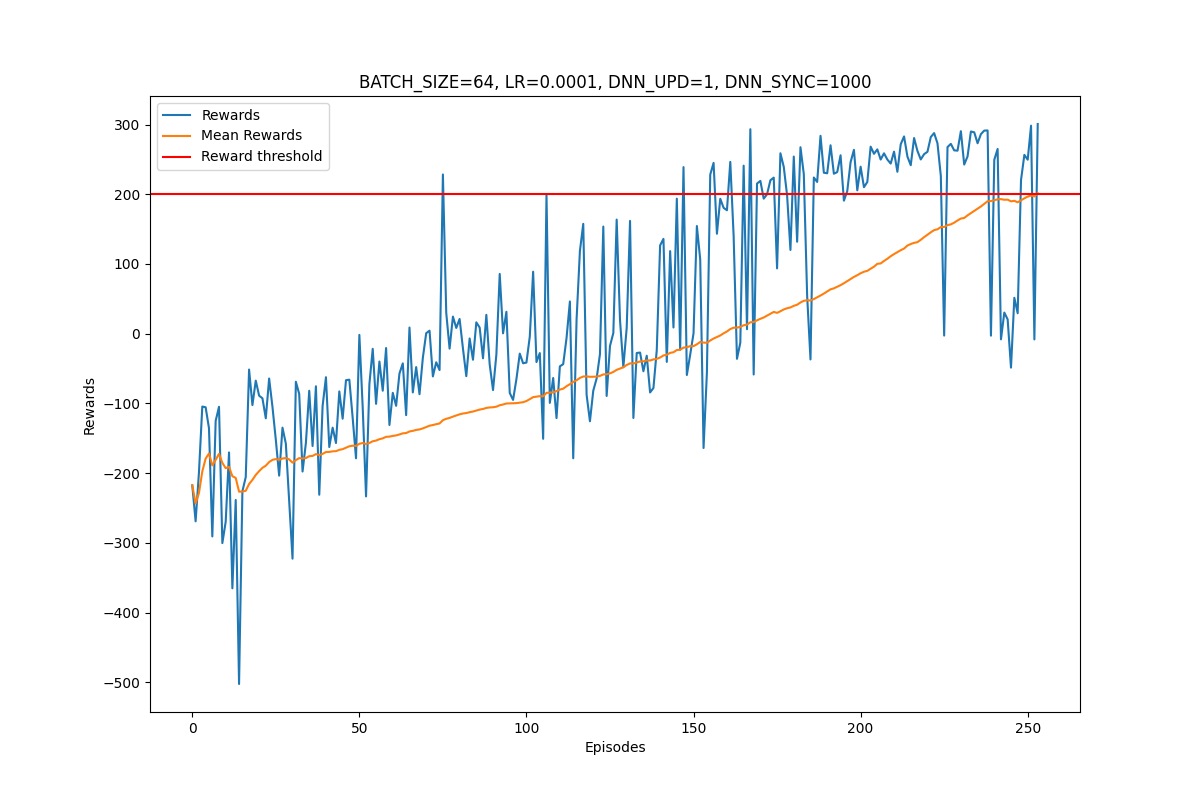 BATCH_SIZE=64, LR=0.0001, DNN_UPD=1, DNN_SYNC=1000
Rewards
Mean Rewards
Reward threshold
300
200
100
0
−100
−200
−300
−400
−500
Rewards
0
50
100
150
200
250
Episodes